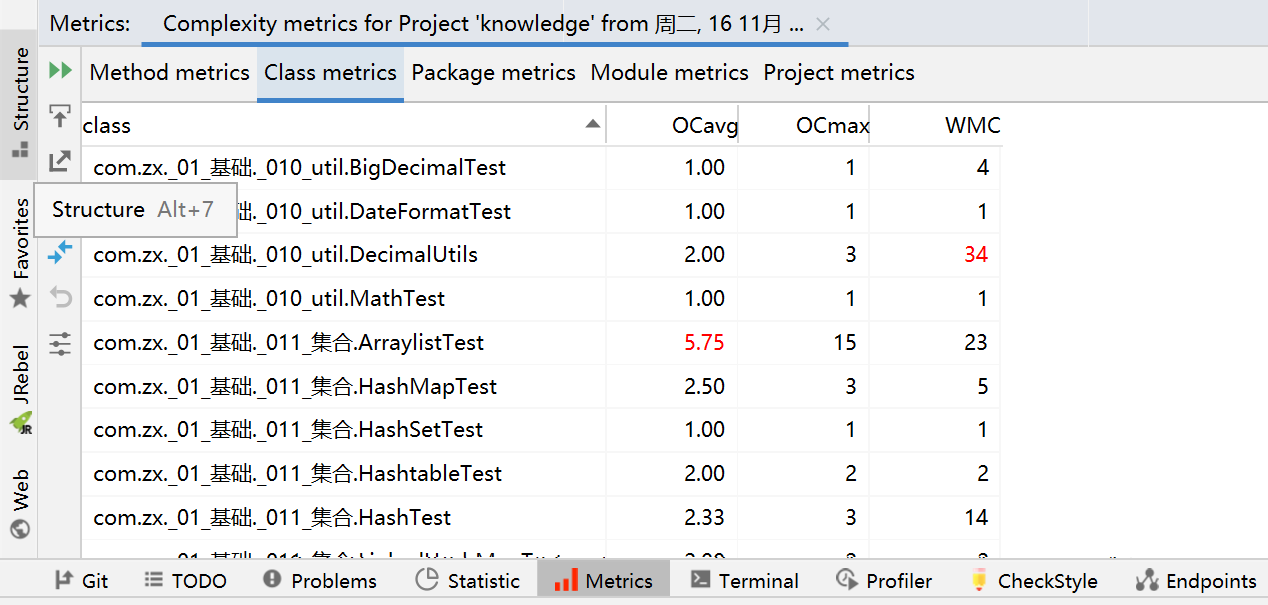 Metrics: Complexity metrics for Project 'knowledge' from 周二, 16 11月 ...
Method metrics Class metrics Package metrics Module metrics Project metrics
class OCavg OCmax WMC
com.zx._01_基础._010_util.BigDecimalTest 1.00 1 4
础._010_util.DateFormatTest 1.00 1 1
com.zx._01_基础._010_util.DecimalUtils 2.00 3 34
com.zx._01_基础._010_util.MathTest 1.00 1 1
com.zx._01_基础._011_集合.ArraylistTest 5.75 15 23
com.zx._01_基础._011_集合.HashMapTest 2.50 3 5
com.zx._01_基础._011_集合.HashSetTest 1.00 1 1
com.zx._01_基础._011_集合.HashtableTest 2.00 2 2
com.zx._01_基础._011_集合.HashTest 2.33 3 14
Structure Alt+7
Structure
Favorites
JRebel
JR
Web
Git TODO Problems Statistic Metrics Terminal Profiler CheckStyle Endpoints